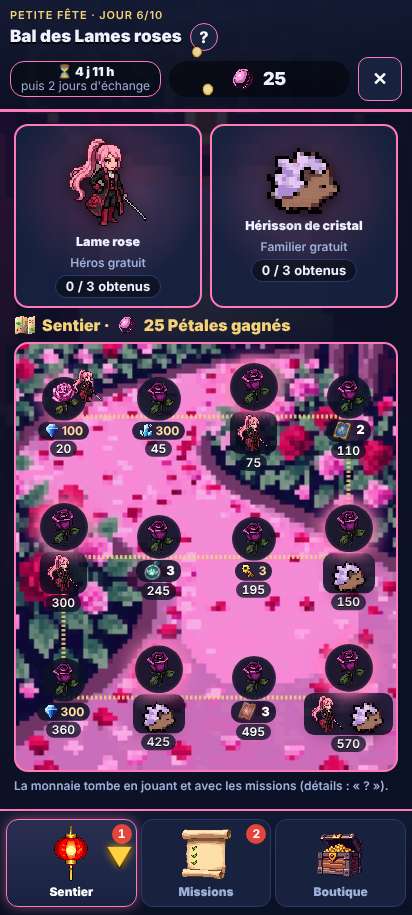 PETITE FÊTE · JOUR 6/10
Bal des Lames roses ?
4 j 11 h
puis 2 jours d'échange
25
✕
Lame rose
Héros gratuit
0 / 3 obtenus
Hérisson de cristal
Familier gratuit
0 / 3 obtenus
Sentier · 25 Pétales gagnés
100
20
300
45
75
2
110
300
3
245
3
195
150
300
360
425
3
495
570
La monnaie tombe en jouant et avec les missions (détails : « ? »).
1
Sentier
2
Missions
Boutique